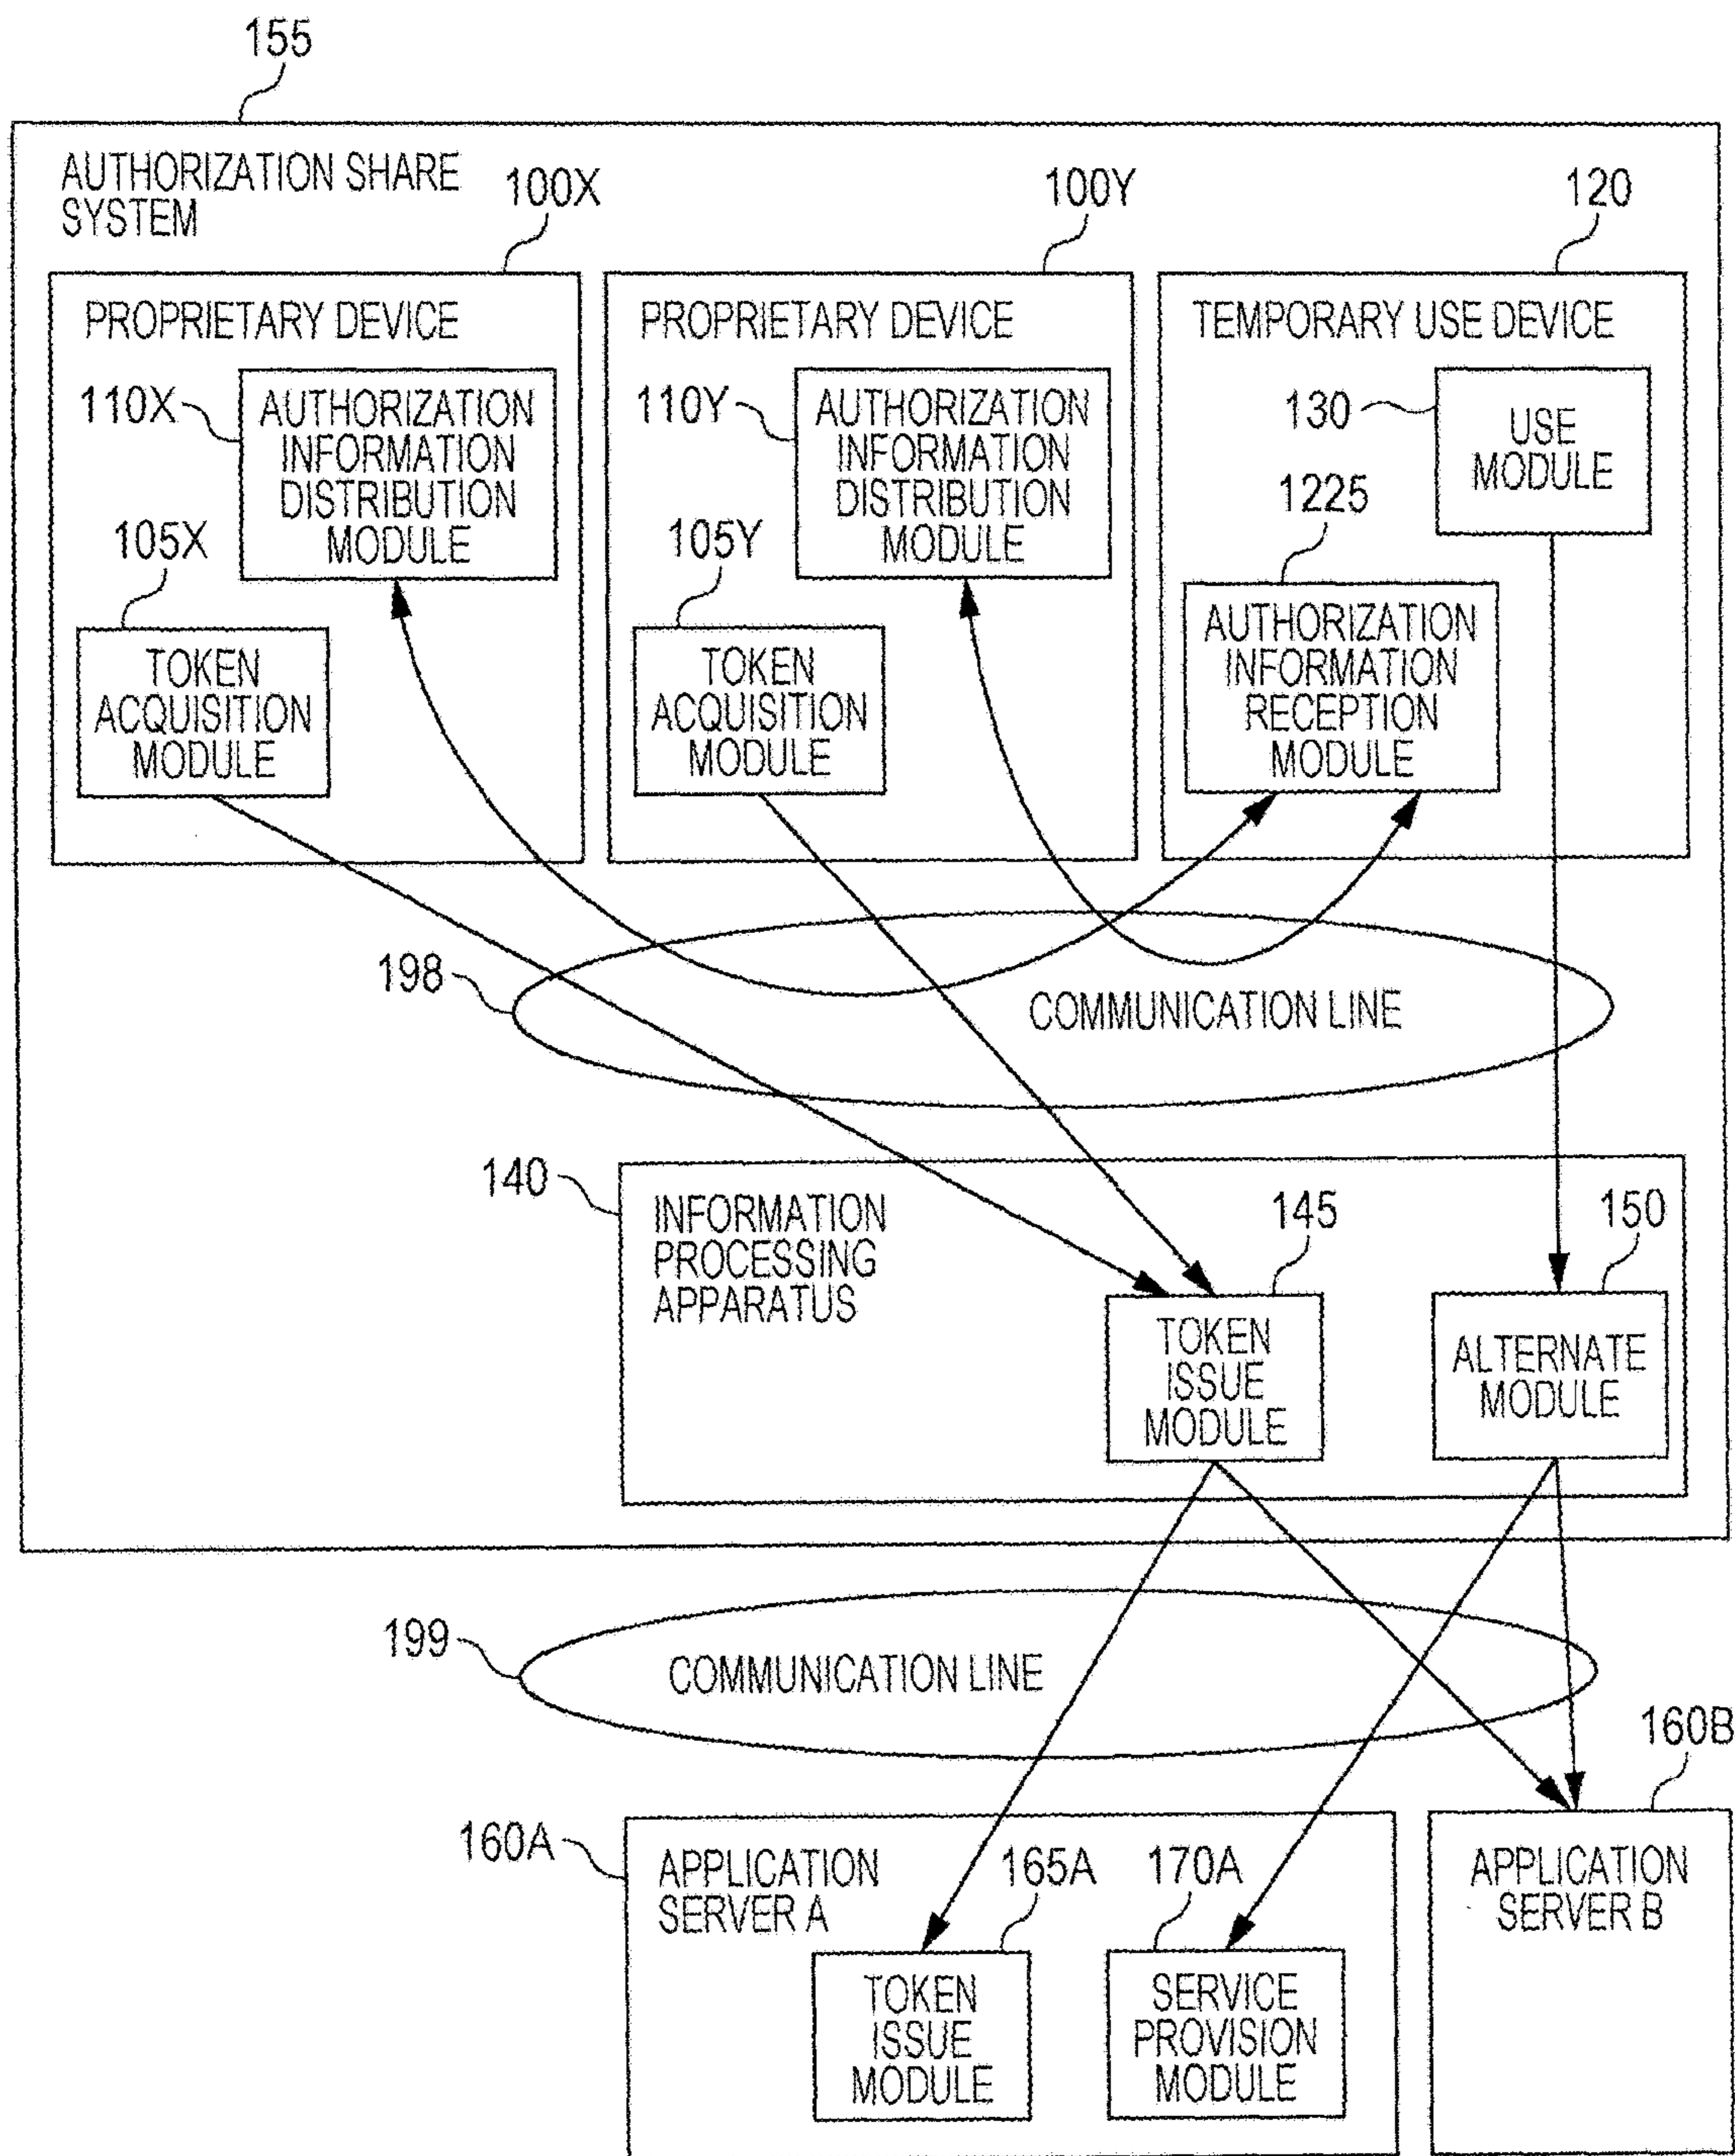 155
AUTHORIZATION SHARE
SYSTEM
100X
100Y
120
PROPRIETARY DEVICE
PROPRIETARY DEVICE
TEMPORARY USE DEVICE
110X
AUTHORIZATION
INFORMATION
DISTRIBUTION
MODULE
110Y
AUTHORIZATION
INFORMATION
DISTRIBUTION
MODULE
130
USE
MODULE
105X
TOKEN
ACQUISITION
MODULE
105Y
TOKEN
ACQUISITION
MODULE
1225
AUTHORIZATION
INFORMATION
RECEPTION
MODULE
198
COMMUNICATION LINE
140
INFORMATION
PROCESSING
APPARATUS
145
150
TOKEN
ISSUE
MODULE
ALTERNATE
MODULE
199
COMMUNICATION LINE
160B
160A
APPLICATION
SERVER A
165A
170A
APPLICATION
SERVER B
TOKEN
ISSUE
MODULE
SERVICE
PROVISION
MODULE